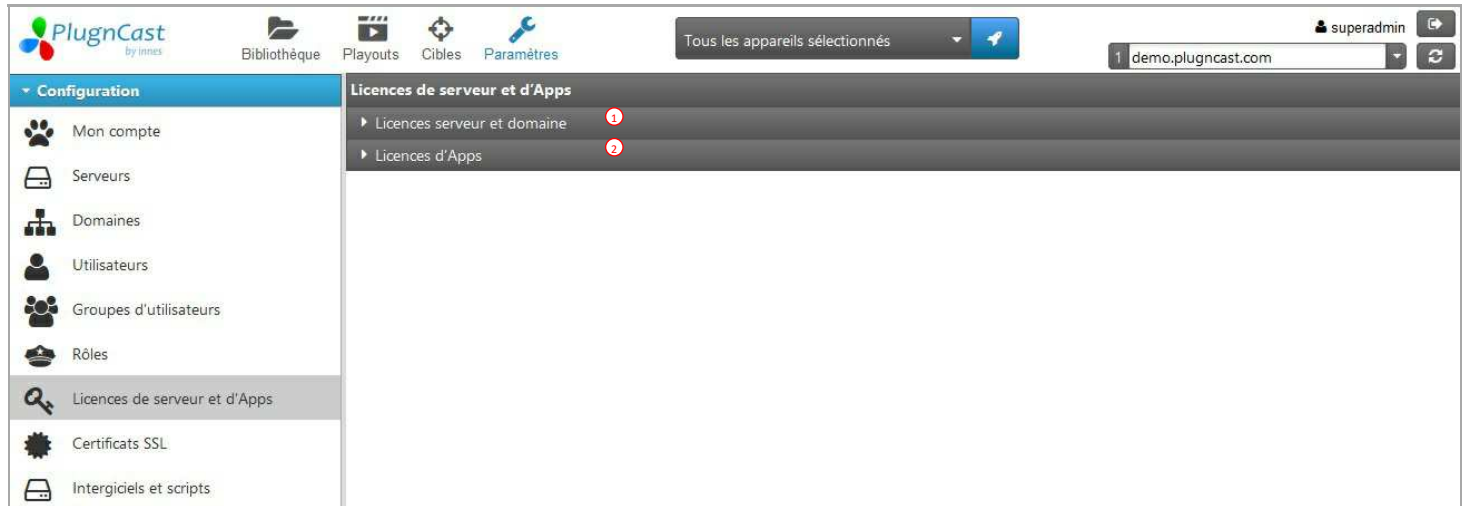 PlugnCast
by innes
Bibliothèque
Playouts
Cibles
Paramètres
Tous les appareils sélectionnés
superadmin
1 demo.plugncast.com
Configuration
Mon compte
Serveurs
Domaines
Utilisateurs
Groupes d'utilisateurs
Rôles
Licences de serveur et d'Apps
Certificats SSL
Intergiciels et scripts
Licences de serveur et d'Apps
Licences serveur et domaine 1
Licences d'Apps 2